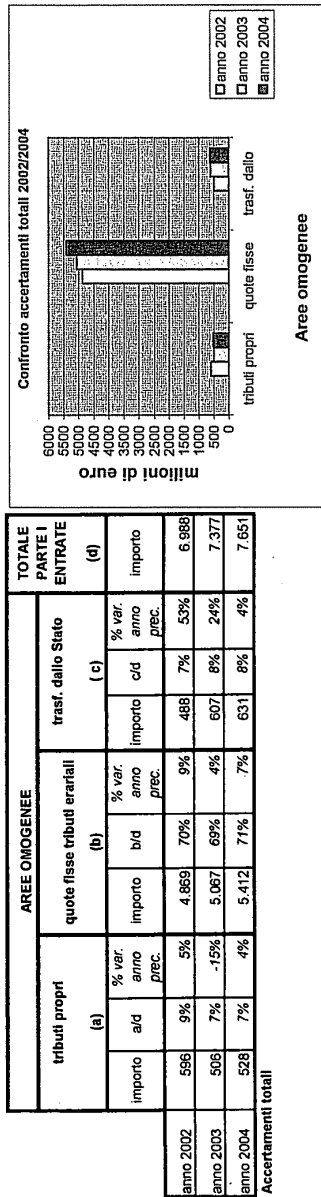 AREE OMOGENEE
TOTALE PARTE I ENTRATE
tributi propri
quote fisse tributi erariali
trasf. dallo Stato
(a)
(b)
( c)
(d)
importo a/d % var. anno prec. importo b/d % var. anno prec. importo c/d % var. anno prec. importo
anno 2002 596 9% 5% 4.869 70% 9% 488 7% 53% 6.988
anno 2003 506 7% -15% 5.067 69% 4% 607 8% 24% 7.377
anno 2004 528 7% 4% 5.412 71% 7% 631 8% 4% 7.651
Accertamenti totali
Confronto accertamenti totali 2002/2004
milioni di euro
6000
5500
5000
4500
4000
3500
3000
2500
2000
1500
1000
500
0
tributi propri quote fisse trasf. dallo
Aree omogenee
anno 2002
anno 2003
anno 2004